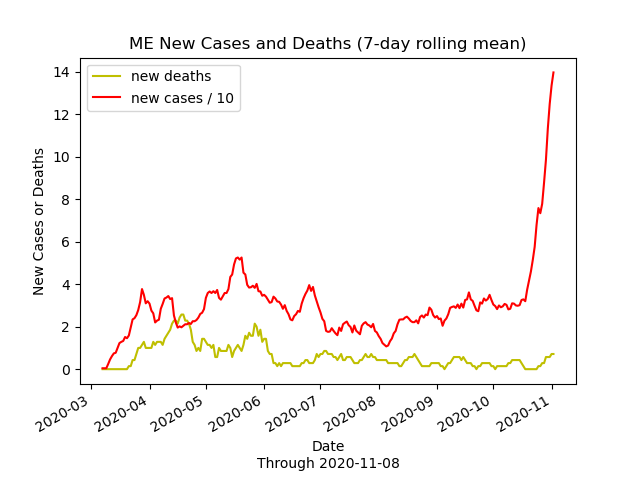 ME New Cases and Deaths (7-day rolling mean)
new deaths
new cases / 10
New Cases or Deaths
14
12
10
8
6
4
2
0
2020-03
2020-04
2020-05
2020-06
2020-07
2020-08
2020-09
2020-10
2020-11
Date
Through 2020-11-08